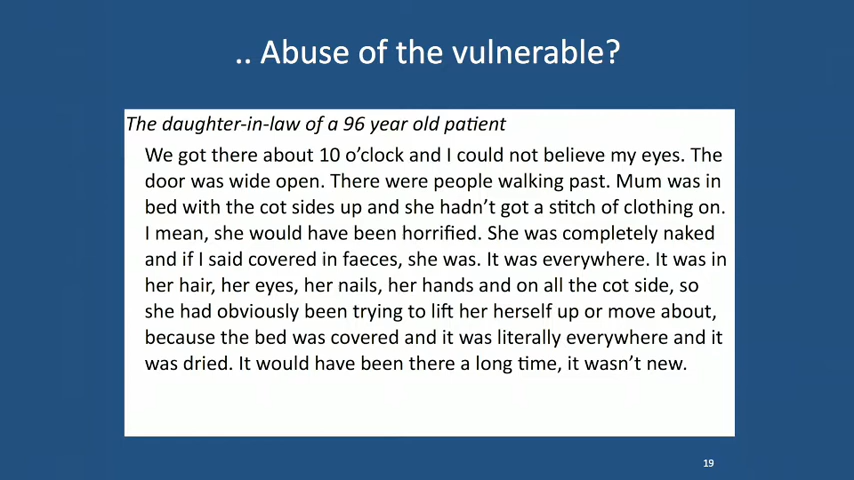 .. Abuse of the vulnerable?
The daughter-in-law of a 96 year old patient
We got there about 10 o’clock and I could not believe my eyes. The
door was wide open. There were people walking past. Mum was in
bed with the cot sides up and she hadn’t got a stitch of clothing on.
I mean, she would have been horrified. She was completely naked
and if I said covered in faeces, she was. It was everywhere. It was in
her hair, her eyes, her nails, her hands and on all the cot side, so
she had obviously been trying to lift her herself up or move about,
because the bed was covered and it was literally everywhere and it
was dried. It would have been there a long time, it wasn’t new.
19